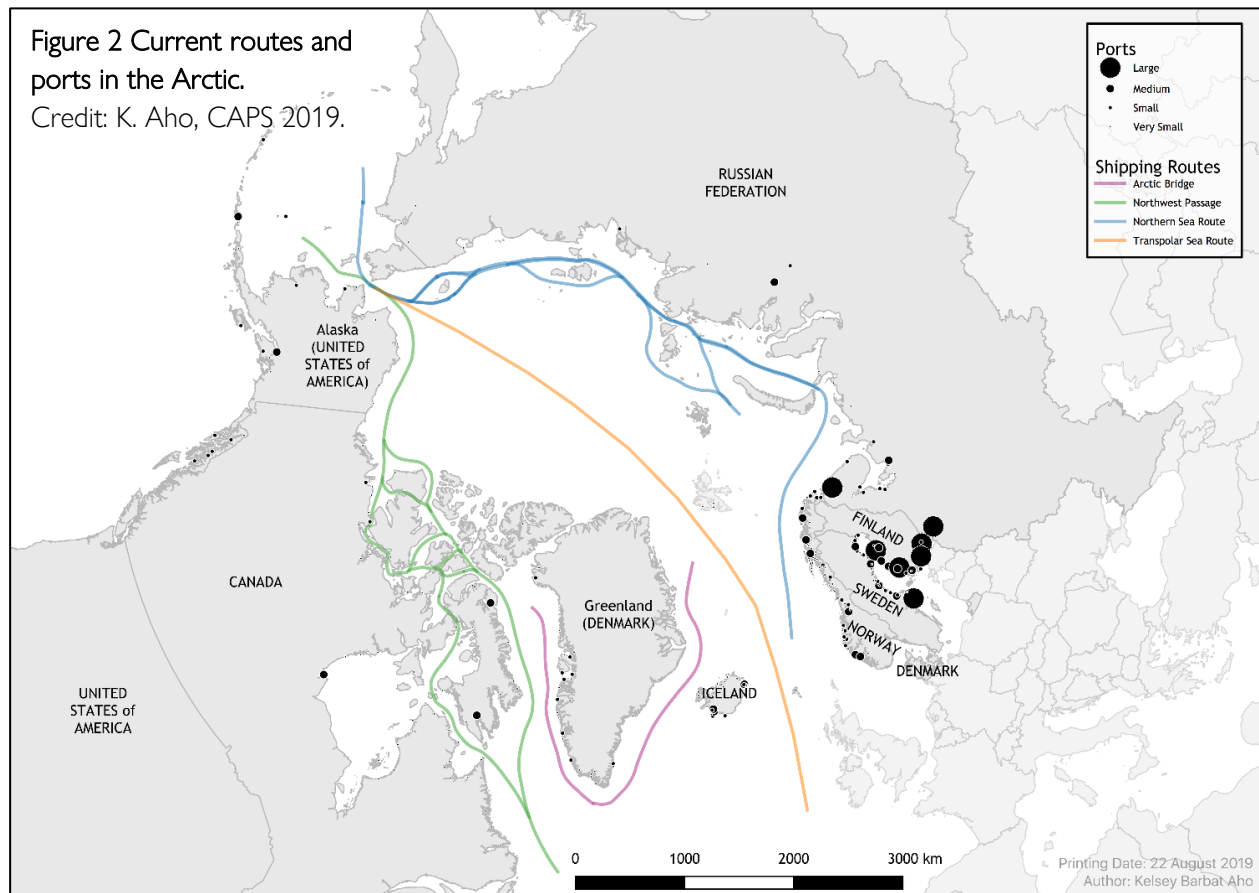 Figure 2 Current routes and
ports in the Arctic.
Credit: K. Aho, CAPS 2019.
Ports
Large
Medium
Small
Very Small
Shipping Routes
Arctic Bridge
Northwest Passage
Northern Sea Route
Transpolar Sea Route
RUSSIAN
FEDERATION
Alaska
(UNITED
STATES of
AMERICA)
CANADA
UNITED
STATES of
AMERICA
Greenland
(DENMARK)
ICELAND
FINLAND
SWEDEN
NORWAY
DENMARK
0 1000 2000 3000 km
Printing Date: 22 August 2019
Author: Kelsey Barbat Aho